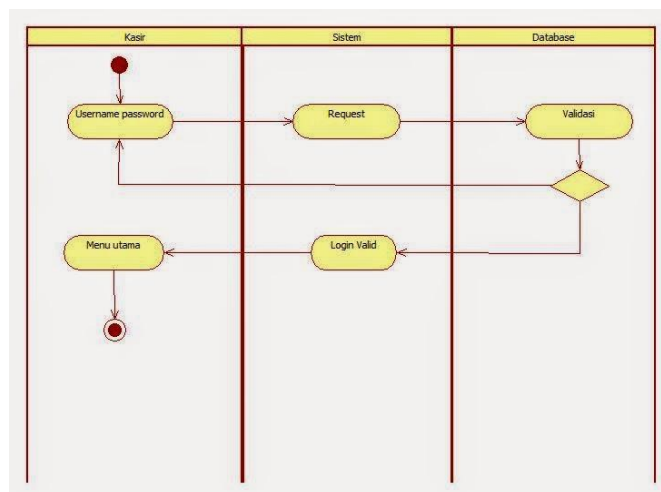 Kasir
Sistem
Database
Username password
Request
Validasi
Menu utama
Login Valid